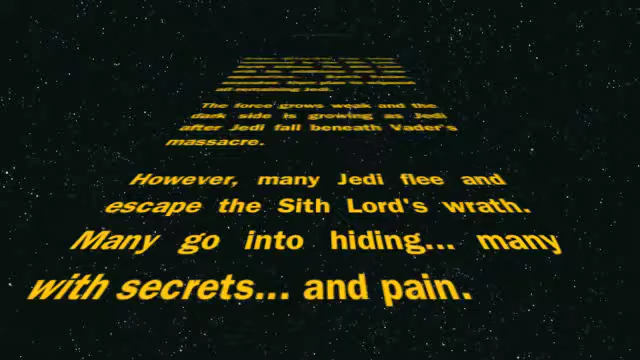 of remaining Jedi.
The force grows weak and the
dark side is growing as Jedi
after Jedi fall beneath Vader's
massacre.
However, many Jedi flee and
escape the Sith Lord's wrath.
Many go into hiding... many
with secrets... and pain.